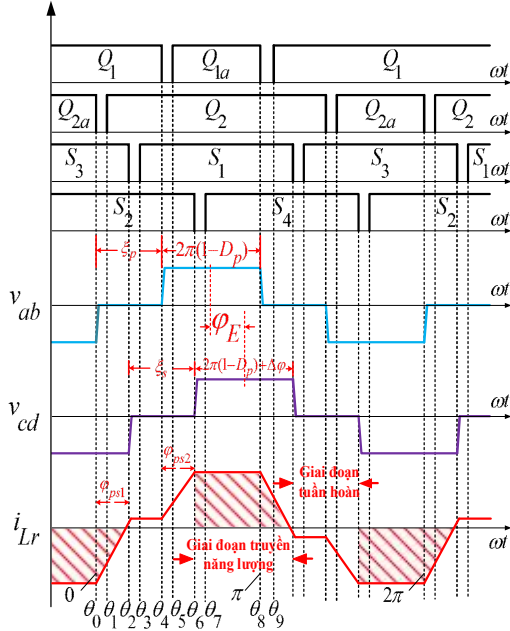 Q1 Q1a Q1 ωt
Q2a Q2 Q2a Q2 ωt
S3 S1 S3 S1 ωt
S2 S4 S2 ωt
ξp 2π(1−Dp)
vab ωt
φE
ξs 2π(1−Dp)+Δφ
vcd ωt
φps2
φps1
Giai đoạn
tuần hoàn
iLr ωt
Giai đoạn truyền
năng lượng
0 π 2π
θ0 θ1 θ2 θ3 θ4 θ5 θ6 θ7 θ8 θ9